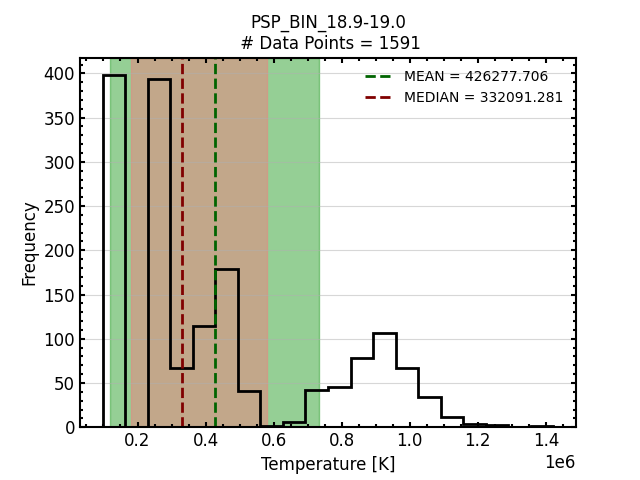 PSP_BIN_18.9-19.0
# Data Points = 1591
MEAN = 426277.706
MEDIAN = 332091.281
Frequency
400
350
300
250
200
150
100
50
0
0.2 0.4 0.6 0.8 1.0 1.2 1.4
1e6
Temperature [K]